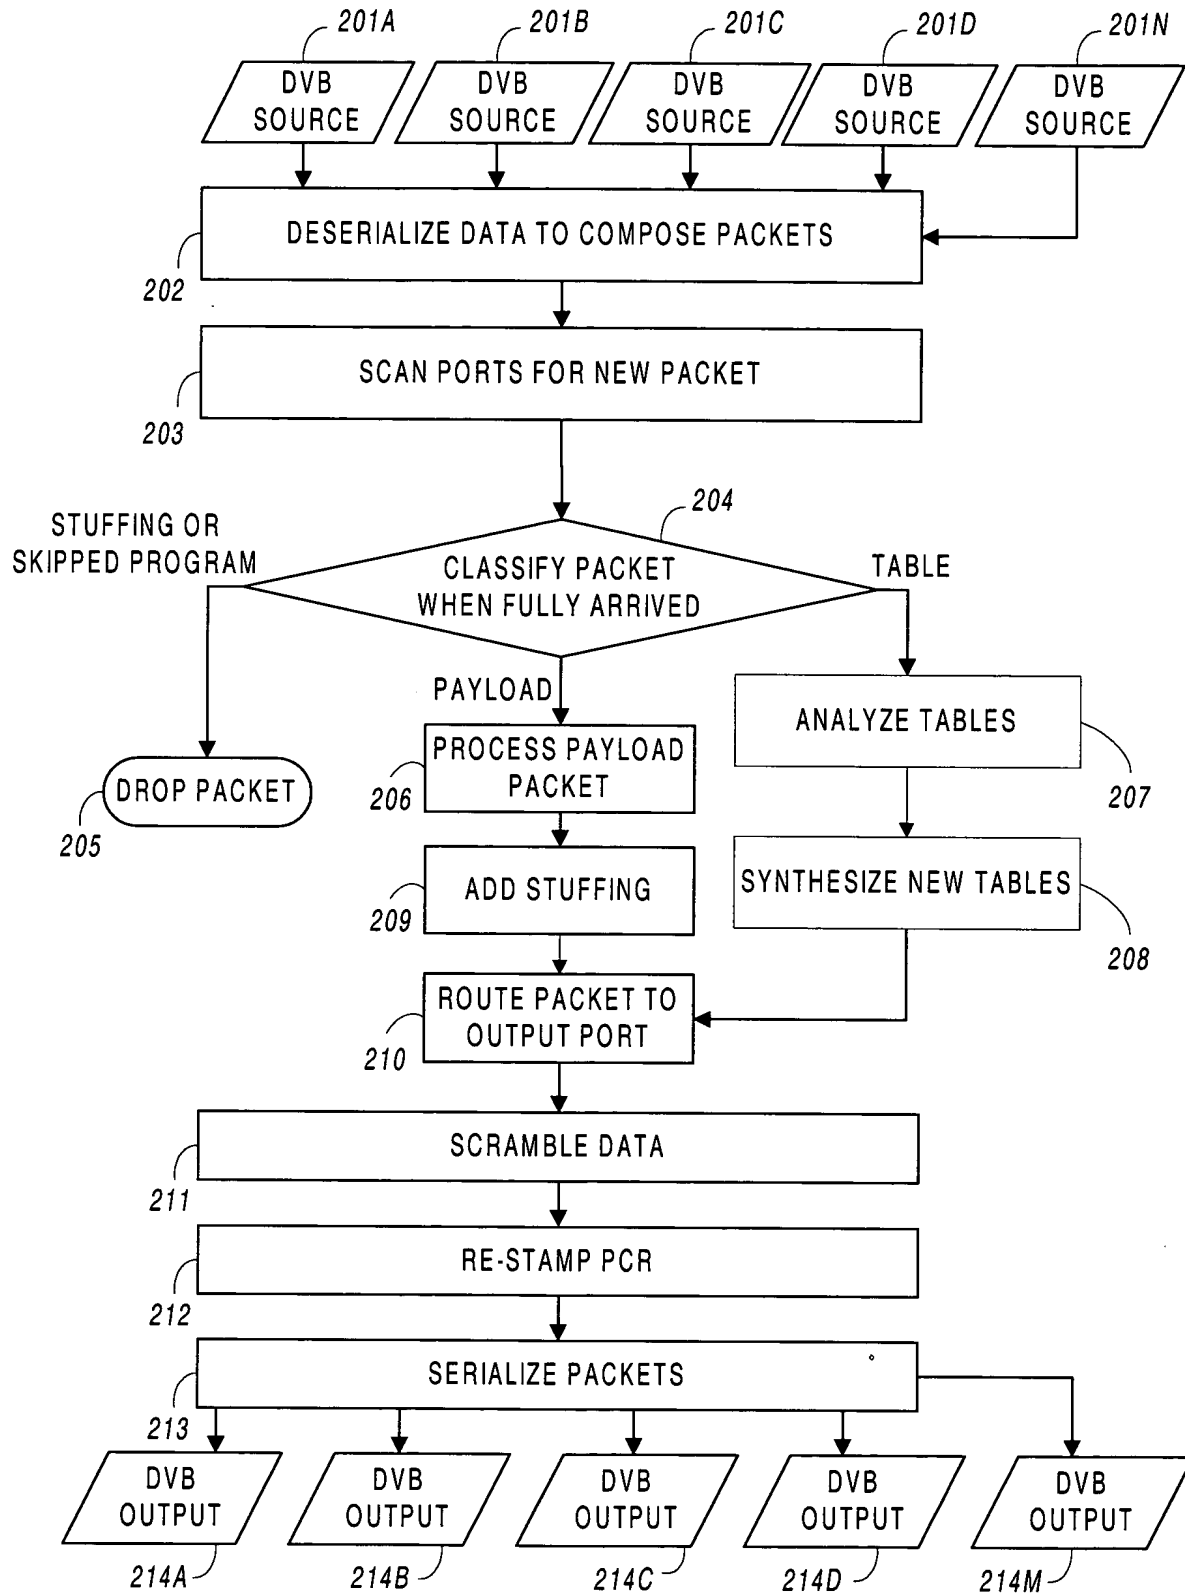 201A
201B
201C
201D
201N
DVB
SOURCE
DVB
SOURCE
DVB
SOURCE
DVB
SOURCE
DVB
SOURCE
DESERIALIZE DATA TO COMPOSE PACKETS
202
SCAN PORTS FOR NEW PACKET
203
204
STUFFING OR
SKIPPED PROGRAM
CLASSIFY PACKET
WHEN FULLY ARRIVED
TABLE
PAYLOAD
DROP PACKET
205
PROCESS PAYLOAD
PACKET
206
ANALYZE TABLES
207
ADD STUFFING
209
SYNTHESIZE NEW TABLES
208
ROUTE PACKET TO
OUTPUT PORT
210
SCRAMBLE DATA
211
RE-STAMP PCR
212
SERIALIZE PACKETS
213
DVB
OUTPUT
DVB
OUTPUT
DVB
OUTPUT
DVB
OUTPUT
DVB
OUTPUT
214A
214B
214C
214D
214M